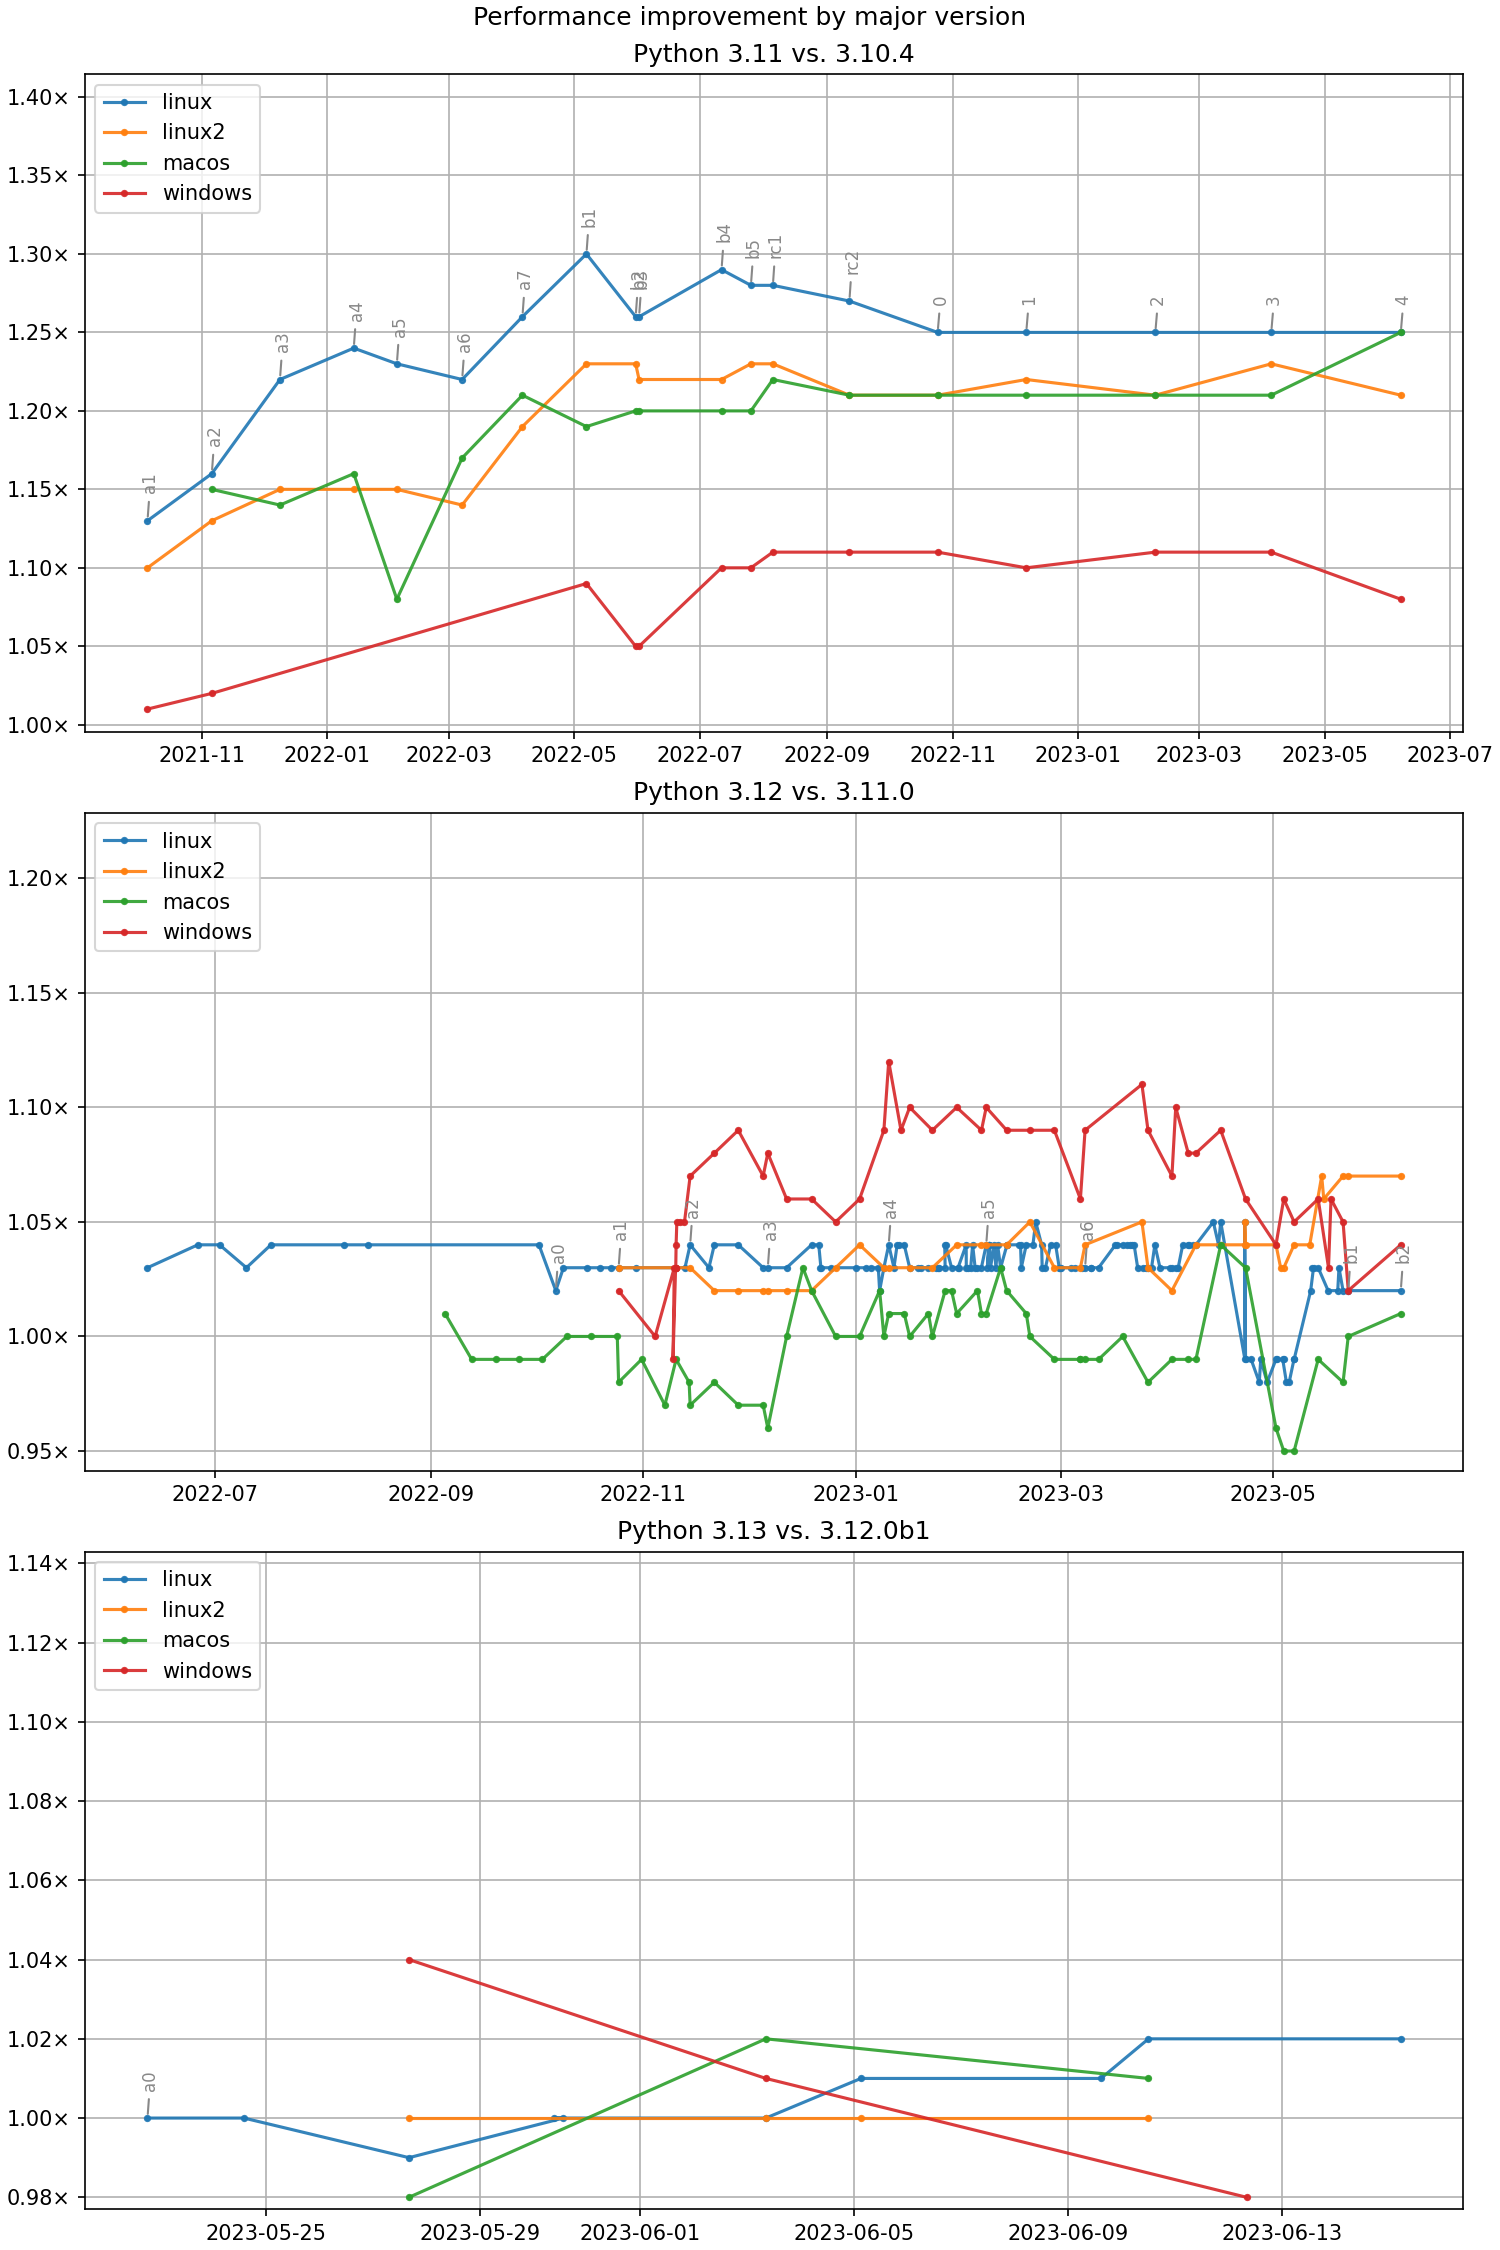 Performance improvement by major version
Python 3.11 vs. 3.10.4
1.40×
1.35×
1.30×
1.25×
1.20×
1.15×
1.10×
1.05×
1.00×
linux
linux2
macos
windows
a1
a2
a3
a4
a5
a6
a7
b1
b2
b3
b4
b5
rc1
rc2
0
1
2
3
4
2021-11 2022-01 2022-03 2022-05 2022-07 2022-09 2022-11 2023-01 2023-03 2023-05 2023-07
Python 3.12 vs. 3.11.0
1.20×
1.15×
1.10×
1.05×
1.00×
0.95×
linux
linux2
macos
windows
a0
a1
a2
a3
a4
a5
a6
b1
b2
2022-07 2022-09 2022-11 2023-01 2023-03 2023-05
Python 3.13 vs. 3.12.0b1
1.14×
1.12×
1.10×
1.08×
1.06×
1.04×
1.02×
1.00×
0.98×
linux
linux2
macos
windows
a0
2023-05-25 2023-05-29 2023-06-01 2023-06-05 2023-06-09 2023-06-13